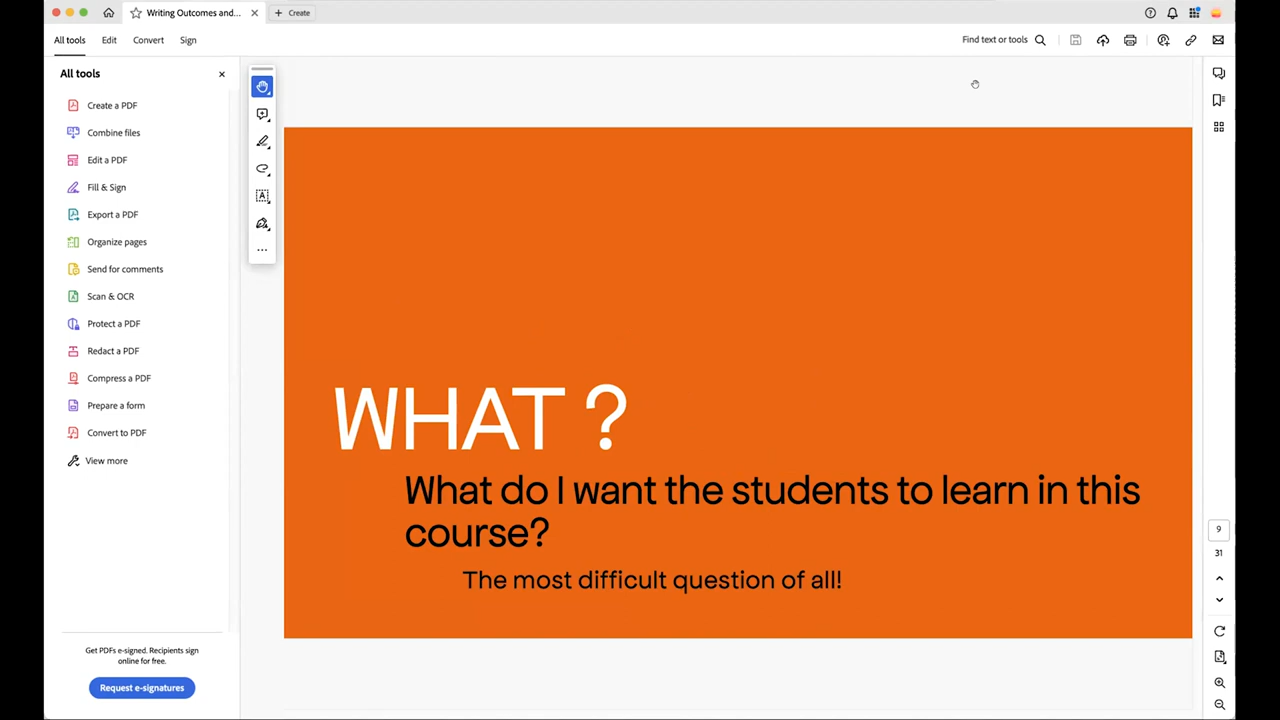 Writing Outcomes and...
Create
All tools
Edit
Convert
Sign
Find text or tools
All tools
Create a PDF
Combine files
Edit a PDF
Fill & Sign
Export a PDF
Organize pages
Send for comments
Scan & OCR
Protect a PDF
Redact a PDF
Compress a PDF
Prepare a form
Convert to PDF
View more
Get PDFs e-signed. Recipients sign
online for free.
Request e-signatures
WHAT ?
What do I want the students to learn in this
course?
The most difficult question of all!
9
31